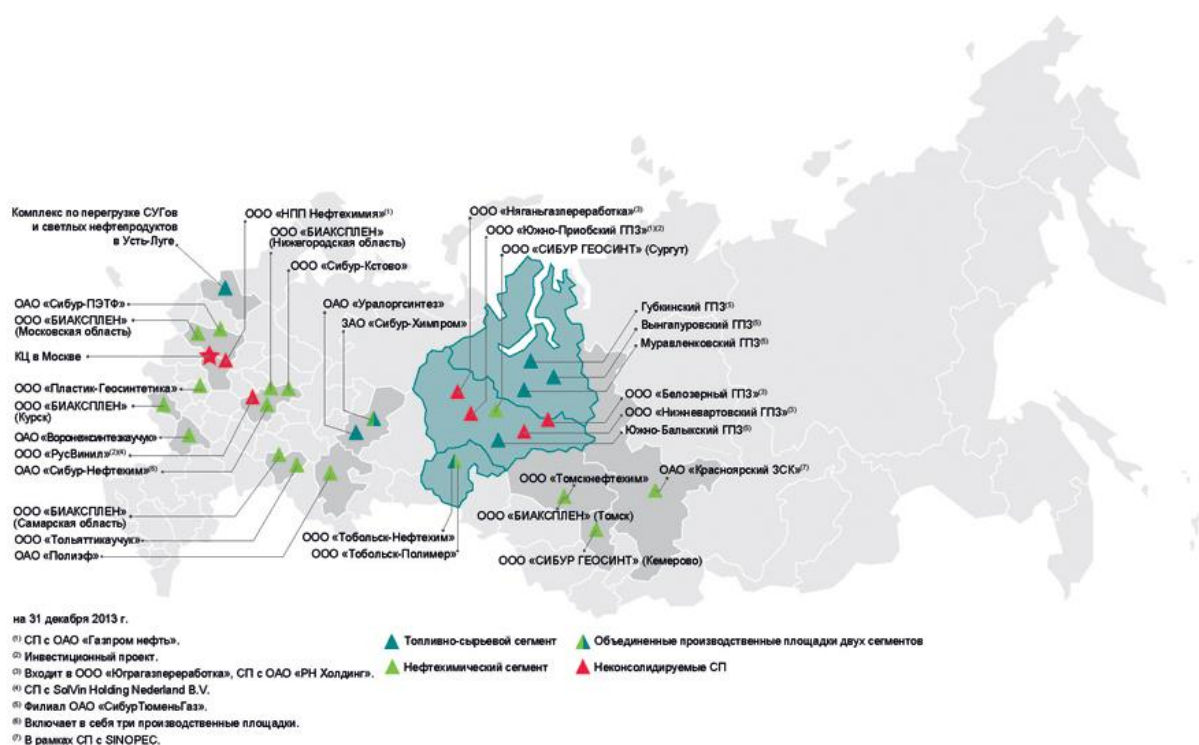 Комплекс по перегрузке СУГов
и светлых нефтепродуктов
в Усть-Луге
ООО «НПП Нефтехимия»(1)
ООО «БИАКСПЛЕН»
(Нижегородская область)
ООО «Сибур-Кстово»
ОАО «Сибур-ПЭТФ»
ООО «БИАКСПЛЕН»
(Московская область)
КЦ в Москве
ООО «Пластик-Геосинтетика»
ООО «БИАКСПЛЕН»
(Курск)
ОАО «Воронежсинтезкаучук»
ООО «РусВинил»(2)(4)
ОАО «Сибур-Нефтехим»(6)
ООО «БИАКСПЛЕН»
(Самарская область)
ООО «Тольяттикаучук»
ОАО «Полиэф»
ОАО «Уралоргсинтез»
ЗАО «Сибур-Химпром»
ООО «Няганьгазпереработка»(3)
ООО «Южно-Приобский ГПЗ»(1)(2)
ООО «СИБУР ГЕОСИНТ» (Сургут)
Губкинский ГПЗ(5)
Вынгапуровский ГПЗ(5)
Муравленковский ГПЗ(5)
ООО «Белозерный ГПЗ»(3)
ООО «Нижневартовский ГПЗ»(3)
Южно-Балыкский ГПЗ(5)
ООО «Томскнефтехим»
ОАО «Красноярский ЗСК»(7)
ООО «БИАКСПЛЕН» (Томск)
ООО «Тобольск-Нефтехим»
ООО «Тобольск-Полимер»
ООО «СИБУР ГЕОСИНТ» (Кемерово)
на 31 декабря 2013 г.
(1) СП с ОАО «Газпром нефть».
(2) Инвестиционный проект.
(3) Входит в ООО «Юграгазпереработка», СП с ОАО «РН Холдинг».
(4) СП с SolVin Holding Nederland B.V.
(5) Филиал ОАО «СибурТюменьГаз».
(6) Включает в себя три производственные площадки.
(7) В рамках СП с SINOPEC.
Топливно-сырьевой сегмент
Объединенные производственные площадки двух сегментов
Нефтехимический сегмент
Неконсолидируемые СП